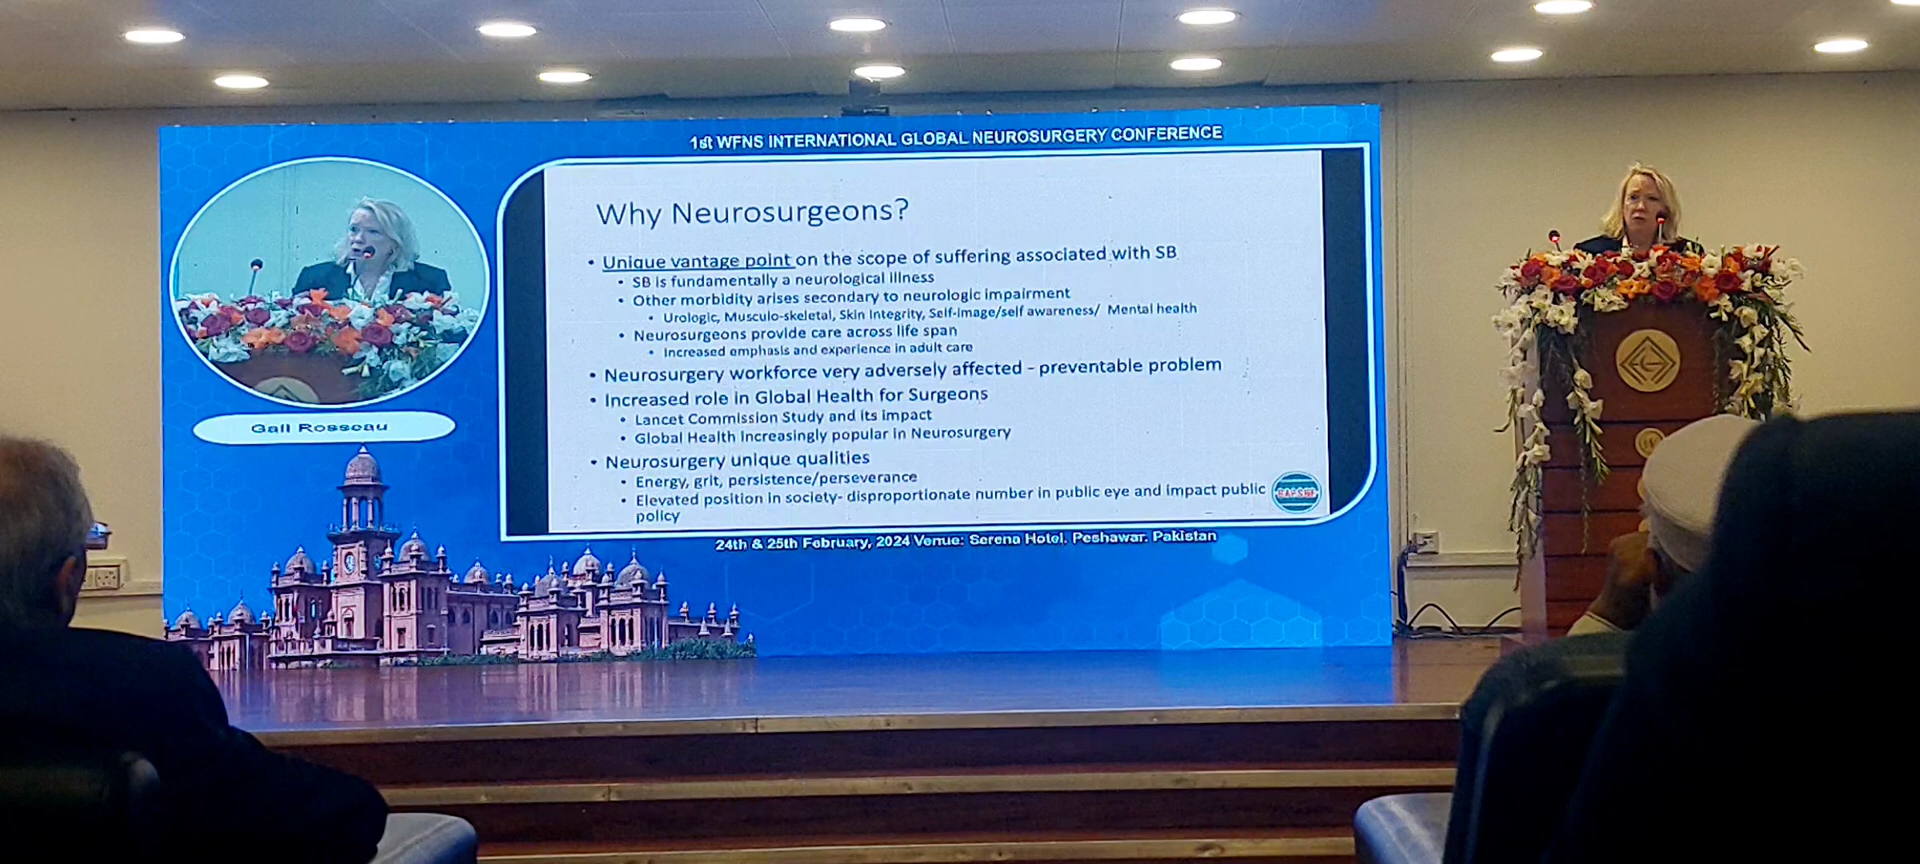 1st WFNS INTERNATIONAL GLOBAL NEUROSURGERY CONFERENCE
Why Neurosurgeons?
• Unique vantage point on the scope of suffering associated with SB
• SB is fundamentally a neurological illness
• Other morbidity arises secondary to neurologic impairment
• Urologic, Musculo-skeletal, Skin Integrity, Self-image/self awareness/ Mental health
• Neurosurgeons provide care across life span
• Increased emphasis and experience in adult care
• Neurosurgery workforce very adversely affected - preventable problem
• Increased role in Global Health for Surgeons
• Lancet Commission Study and its impact
• Global Health Increasingly popular in Neurosurgery
• Neurosurgery unique qualities
• Energy, grit, persistence/perseverance
• Elevated position in society- disproportionate number in public eye and impact public
policy
Gail Rosseau
24th & 25th February, 2024 Venue: Serena Hotel. Peshawar. Pakistan